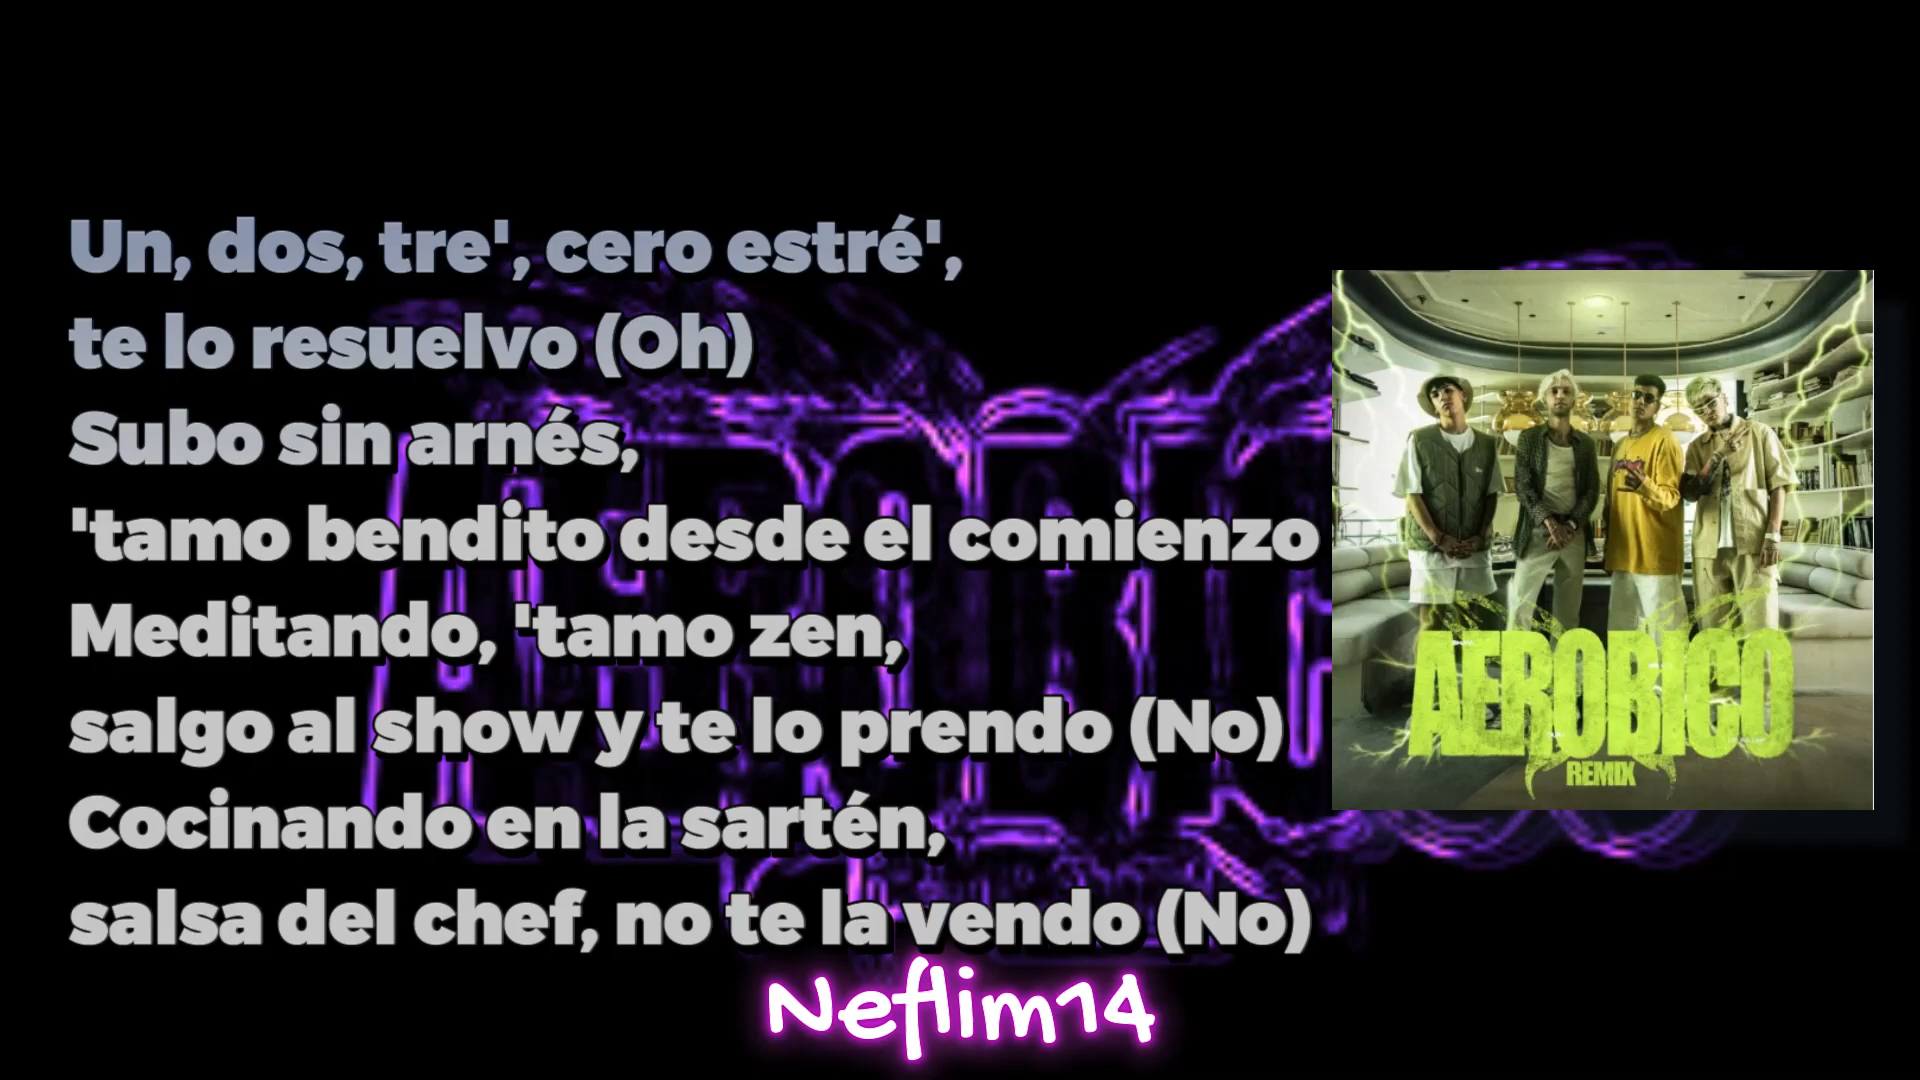 Un, dos, tre', cero estré',
te lo resuelvo (Oh)
Subo sin arnés,
'tamo bendito desde el comienzo
Meditando, 'tamo zen,
salgo al show y te lo prendo (No)
Cocinando en la sartén,
salsa del chef, no te la vendo (No)
AEROBICO
REMIX
Neflim14